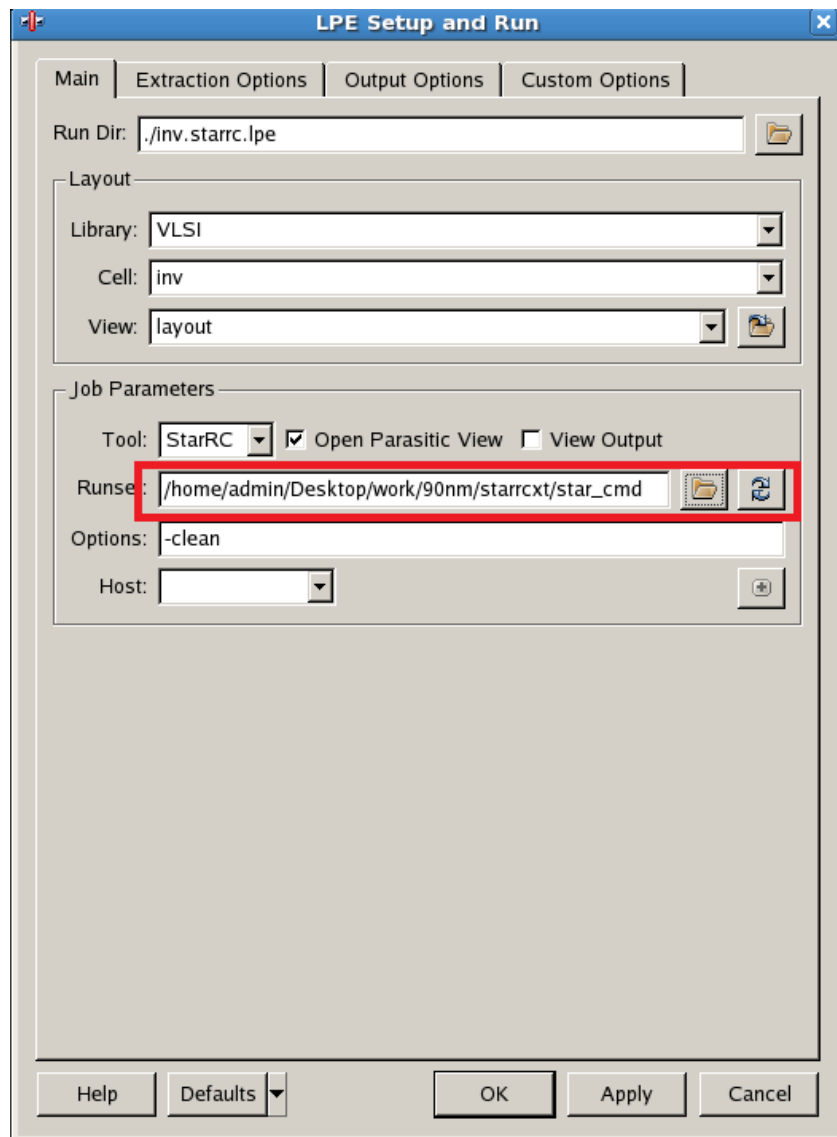 LPE Setup and Run
Main Extraction Options Output Options Custom Options
Run Dir: ./inv.starrc.lpe
Layout
Library: VLSI
Cell: inv
View: layout
Job Parameters
Tool: StarRC Open Parasitic View View Output
Runset: /home/admin/Desktop/work/90nm/starrcxt/star_cmd
Options: -clean
Host:
Help Defaults OK Apply Cancel